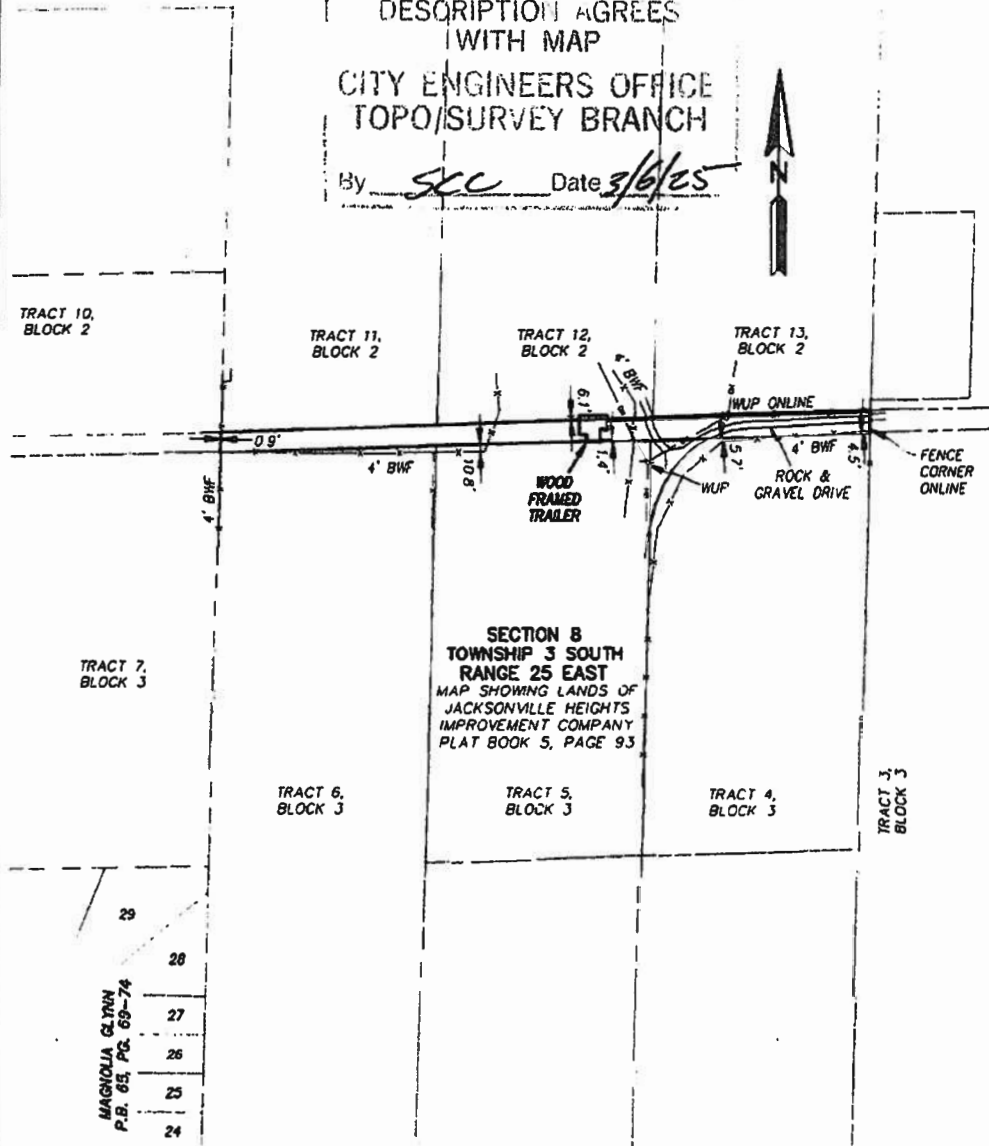 DESCRIPTION AGREES
WITH MAP
CITY ENGINEERS OFFICE
TOPO/SURVEY BRANCH
By SCC Date 3/6/25
N
TRACT 10,
BLOCK 2
TRACT 11,
BLOCK 2
TRACT 12,
BLOCK 2
TRACT 13,
BLOCK 2
4' BWF
6.1'
WUP ONLINE
0.9'
4' BWF
10.8'
1.4'
5.7'
4' BWF
4.5'
FENCE
CORNER
ONLINE
ROCK &
GRAVEL DRIVE
WUP
WOOD
FRAMED
TRAILER
4' BWF
SECTION 8
TOWNSHIP 3 SOUTH
RANGE 25 EAST
MAP SHOWING LANDS OF
JACKSONVILLE HEIGHTS
IMPROVEMENT COMPANY
PLAT BOOK 5, PAGE 93
TRACT 7,
BLOCK 3
TRACT 6,
BLOCK 3
TRACT 5,
BLOCK 3
TRACT 4,
BLOCK 3
TRACT 3,
BLOCK 3
29
28
27
26
25
24
MAGNOLIA GLYNN
P.B. 65, PG. 69-74